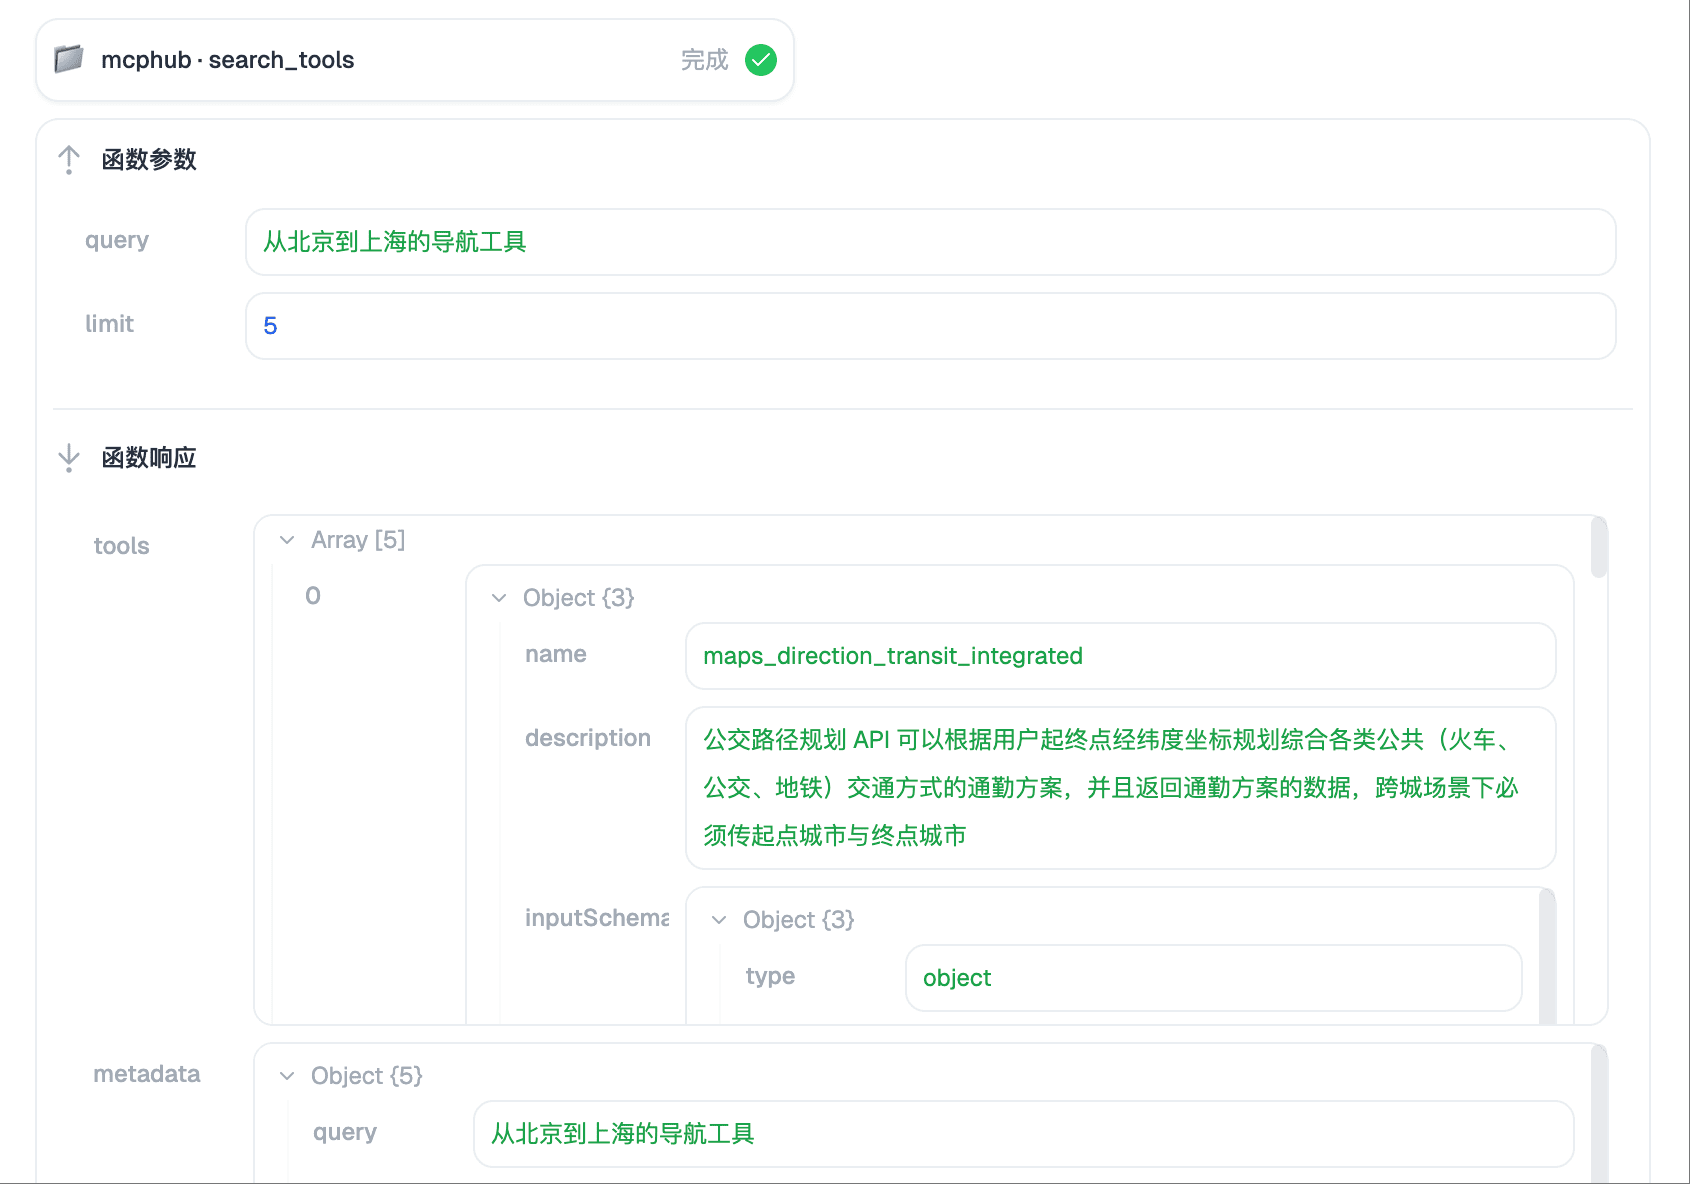 mcphub · search_tools
完成
函数参数
query
从北京到上海的导航工具
limit
5
函数响应
tools
Array [5]
0
Object {3}
name
maps_direction_transit_integrated
description
公交路径规划 API 可以根据用户起终点经纬度坐标规划综合各类公共（火车、
公交、地铁）交通方式的通勤方案，并且返回通勤方案的数据，跨城场景下必
须传起点城市与终点城市
inputSchema
Object {3}
type
object
metadata
Object {5}
query
从北京到上海的导航工具